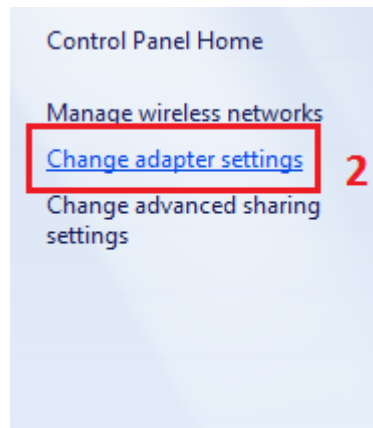 Control Panel Home
Manage wireless networks
Change adapter settings
2
Change advanced sharing
settings